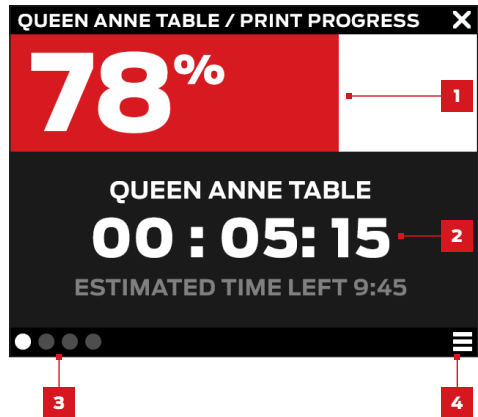 QUEEN ANNE TABLE / PRINT PROGRESS
78%
1
QUEEN ANNE TABLE
00 : 05: 15
2
ESTIMATED TIME LEFT 9:45
3
4